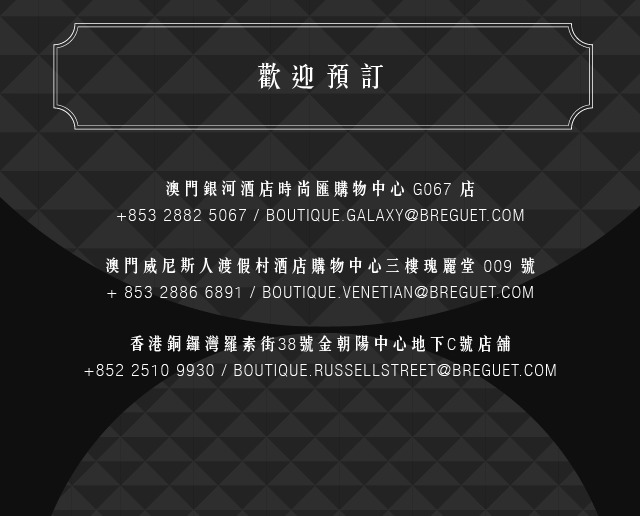 歡迎預訂
澳門銀河酒店時尚匯購物中心 G067 店
+853 2882 5067 / BOUTIQUE.GALAXY@BREGUET.COM
澳門威尼斯人渡假村酒店購物中心三樓瑰麗堂 009 號
+ 853 2886 6891 / BOUTIQUE.VENETIAN@BREGUET.COM
香港銅鑼灣羅素街38號金朝陽中心地下C號店舖
+852 2510 9930 / BOUTIQUE.RUSSELLSTREET@BREGUET.COM